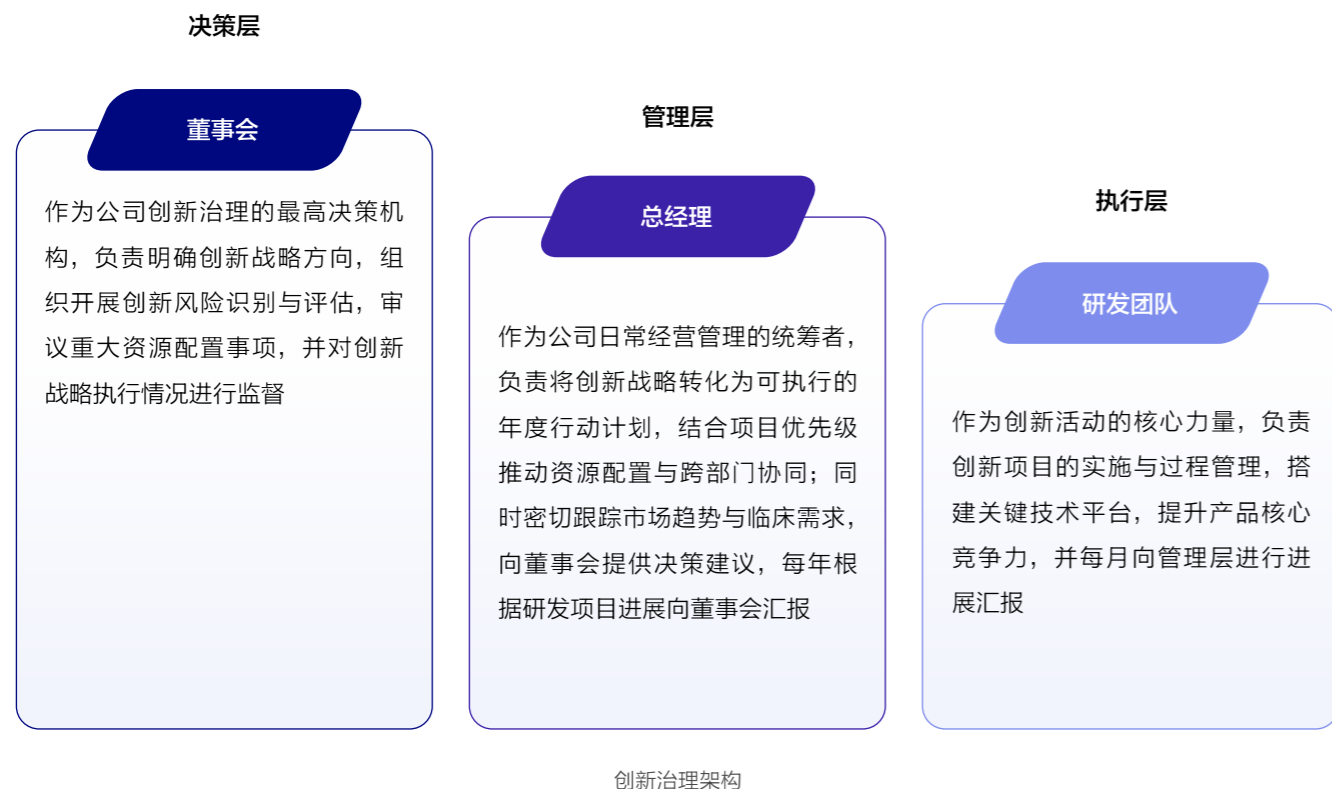 决策层
董事会
作为公司创新治理的最高决策机
构，负责明确创新战略方向，组
织开展创新风险识别与评估，审
议重大资源配置事项，并对创新
战略执行情况进行监督
管理层
总经理
作为公司日常经营管理的统筹者，
负责将创新战略转化为可执行的
年度行动计划，结合项目优先级
推动资源配置与跨部门协同；同
时密切跟踪市场趋势与临床需求，
向董事会提供决策建议，每年根
据研发项目进展向董事会汇报
执行层
研发团队
作为创新活动的核心力量，负责
创新项目的实施与过程管理，搭
建关键技术平台，提升产品核心
竞争力，并每月向管理层进行进
展汇报
创新治理架构